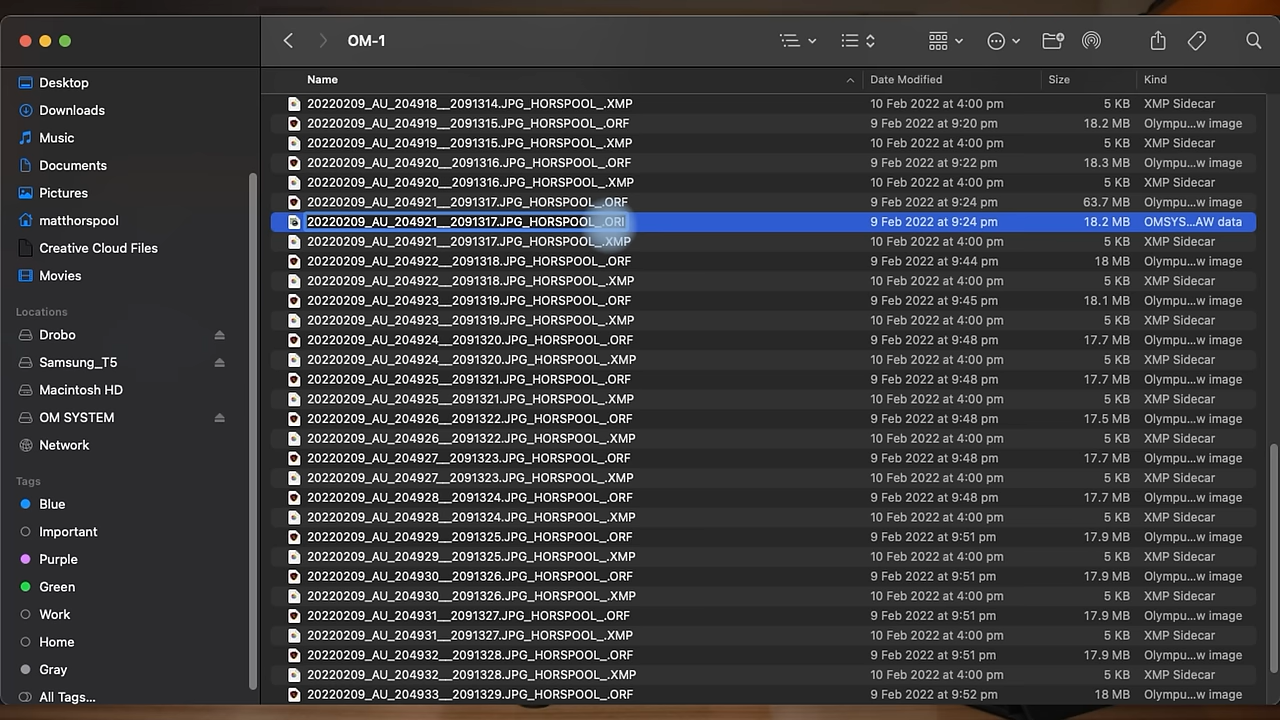 OM-1
Desktop
Downloads
Music
Documents
Pictures
matthorspool
Creative Cloud Files
Movies
Locations
Drobo
Samsung_T5
Macintosh HD
OM SYSTEM
Network
Tags
Blue
Important
Purple
Green
Work
Home
Gray
All Tags...
Name Date Modified Size Kind
20220209_AU_204918__2091314.JPG_HORSPOOL_.XMP 10 Feb 2022 at 4:00 pm 5 KB XMP Sidecar
20220209_AU_204919__2091315.JPG_HORSPOOL_.ORF 9 Feb 2022 at 9:20 pm 18.2 MB Olympu...w image
20220209_AU_204919__2091315.JPG_HORSPOOL_.XMP 10 Feb 2022 at 4:00 pm 5 KB XMP Sidecar
20220209_AU_204920__2091316.JPG_HORSPOOL_.ORF 9 Feb 2022 at 9:22 pm 18.3 MB Olympu...w image
20220209_AU_204920__2091316.JPG_HORSPOOL_.XMP 10 Feb 2022 at 4:00 pm 5 KB XMP Sidecar
20220209_AU_204921__2091317.JPG_HORSPOOL_.ORF 9 Feb 2022 at 9:24 pm 63.7 MB Olympu...w image
20220209_AU_204921__2091317.JPG_HORSPOOL_.ORI 9 Feb 2022 at 9:24 pm 18.2 MB OMSYS...AW data
20220209_AU_204921__2091317.JPG_HORSPOOL_.XMP 10 Feb 2022 at 4:00 pm 5 KB XMP Sidecar
20220209_AU_204922__2091318.JPG_HORSPOOL_.ORF 9 Feb 2022 at 9:44 pm 18 MB Olympu...w image
20220209_AU_204922__2091318.JPG_HORSPOOL_.XMP 10 Feb 2022 at 4:00 pm 5 KB XMP Sidecar
20220209_AU_204923__2091319.JPG_HORSPOOL_.ORF 9 Feb 2022 at 9:45 pm 18.1 MB Olympu...w image
20220209_AU_204923__2091319.JPG_HORSPOOL_.XMP 10 Feb 2022 at 4:00 pm 5 KB XMP Sidecar
20220209_AU_204924__2091320.JPG_HORSPOOL_.ORF 9 Feb 2022 at 9:48 pm 17.7 MB Olympu...w image
20220209_AU_204924__2091320.JPG_HORSPOOL_.XMP 10 Feb 2022 at 4:00 pm 5 KB XMP Sidecar
20220209_AU_204925__2091321.JPG_HORSPOOL_.ORF 9 Feb 2022 at 9:48 pm 17.7 MB Olympu...w image
20220209_AU_204925__2091321.JPG_HORSPOOL_.XMP 10 Feb 2022 at 4:00 pm 5 KB XMP Sidecar
20220209_AU_204926__2091322.JPG_HORSPOOL_.ORF 9 Feb 2022 at 9:48 pm 17.5 MB Olympu...w image
20220209_AU_204926__2091322.JPG_HORSPOOL_.XMP 10 Feb 2022 at 4:00 pm 5 KB XMP Sidecar
20220209_AU_204927__2091323.JPG_HORSPOOL_.ORF 9 Feb 2022 at 9:48 pm 17.7 MB Olympu...w image
20220209_AU_204927__2091323.JPG_HORSPOOL_.XMP 10 Feb 2022 at 4:00 pm 5 KB XMP Sidecar
20220209_AU_204928__2091324.JPG_HORSPOOL_.ORF 9 Feb 2022 at 9:48 pm 17.7 MB Olympu...w image
20220209_AU_204928__2091324.JPG_HORSPOOL_.XMP 10 Feb 2022 at 4:00 pm 5 KB XMP Sidecar
20220209_AU_204929__2091325.JPG_HORSPOOL_.ORF 9 Feb 2022 at 9:51 pm 17.9 MB Olympu...w image
20220209_AU_204929__2091325.JPG_HORSPOOL_.XMP 10 Feb 2022 at 4:00 pm 5 KB XMP Sidecar
20220209_AU_204930__2091326.JPG_HORSPOOL_.ORF 9 Feb 2022 at 9:51 pm 17.9 MB Olympu...w image
20220209_AU_204930__2091326.JPG_HORSPOOL_.XMP 10 Feb 2022 at 4:00 pm 5 KB XMP Sidecar
20220209_AU_204931__2091327.JPG_HORSPOOL_.ORF 9 Feb 2022 at 9:51 pm 17.9 MB Olympu...w image
20220209_AU_204931__2091327.JPG_HORSPOOL_.XMP 10 Feb 2022 at 4:00 pm 5 KB XMP Sidecar
20220209_AU_204932__2091328.JPG_HORSPOOL_.ORF 9 Feb 2022 at 9:51 pm 17.9 MB Olympu...w image
20220209_AU_204932__2091328.JPG_HORSPOOL_.XMP 10 Feb 2022 at 4:00 pm 5 KB XMP Sidecar
20220209_AU_204933__2091329.JPG_HORSPOOL_.ORF 9 Feb 2022 at 9:52 pm 18 MB Olympu...w image